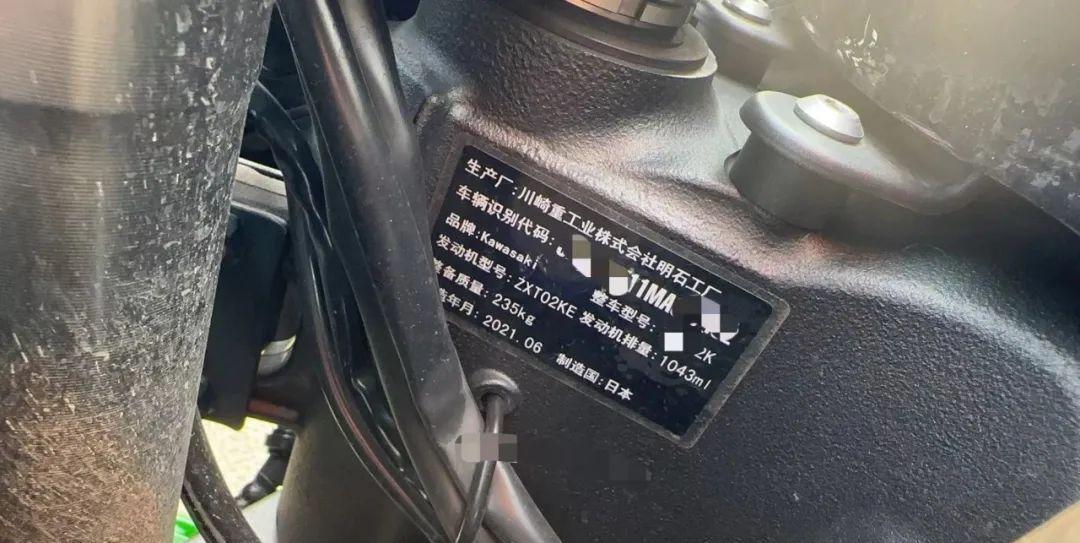 生产厂:川崎重工业株式会社明石工厂
车辆识别代码: 11MA
品牌:Kawasaki 整车型号: 2K
发动机型号:ZXT02KE 发动机排量:1043ml
备质量:235kg
年月:2021.06 制造国:日本